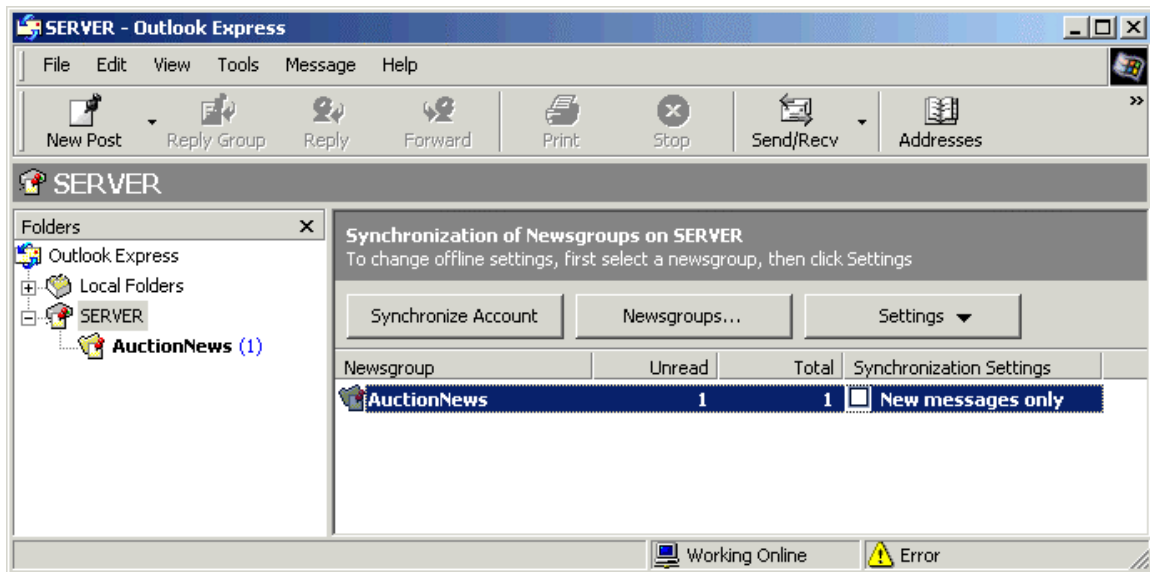 SERVER - Outlook Express
File Edit View Tools Message Help
New Post Reply Group Reply Forward Print Stop Send/Recv Addresses »
SERVER
Folders
Outlook Express
Local Folders
SERVER
AuctionNews (1)
Synchronization of Newsgroups on SERVER
To change offline settings, first select a newsgroup, then click Settings
Synchronize Account Newsgroups... Settings
Newsgroup Unread Total Synchronization Settings
AuctionNews 1 1 New messages only
Working Online Error